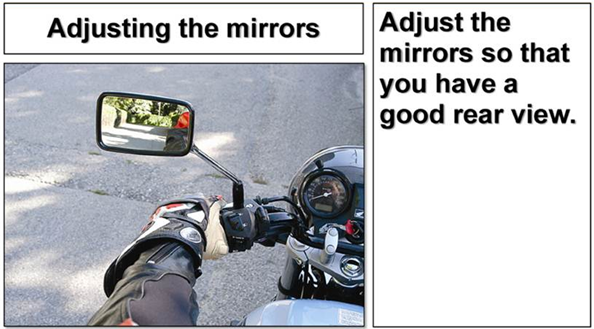 Adjusting the mirrors
Adjust the
mirrors so that
you have a
good rear view.